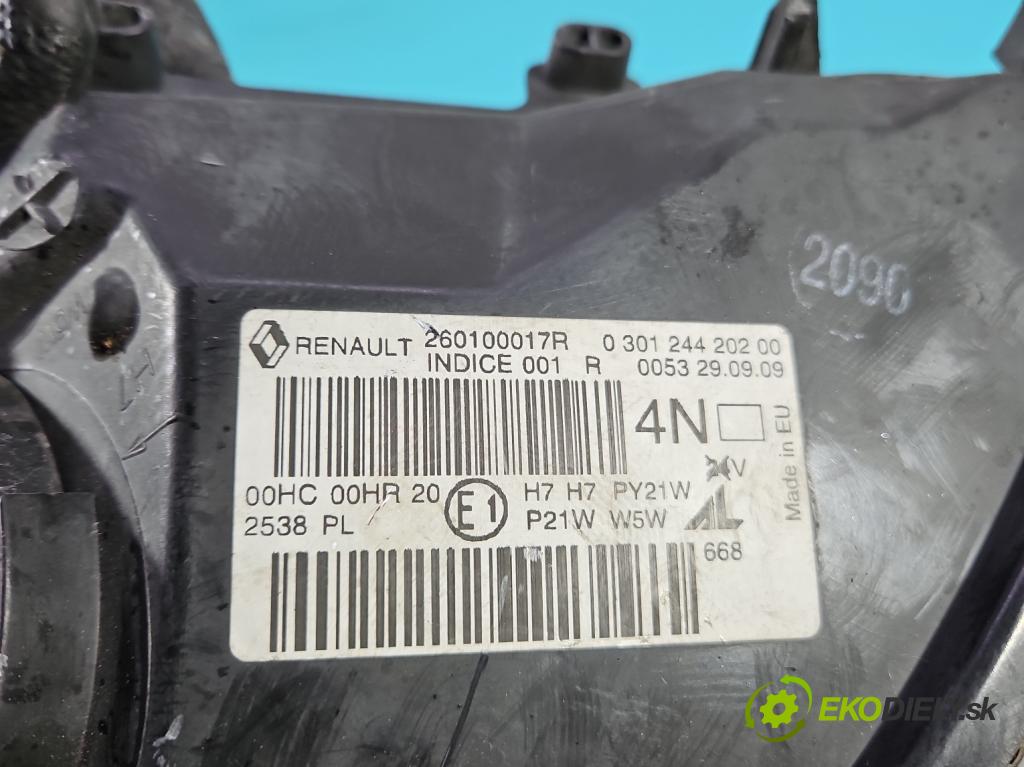 2090
RENAULT 260100017R 0 301 244 202 00
INDICE 001 R 0053 29.09.09
4N
Made in EU
24V
00HC 00HR 20 E1 H7 H7 PY21W
2538 PL P21W W5W AL
668
EKODIELY.sk